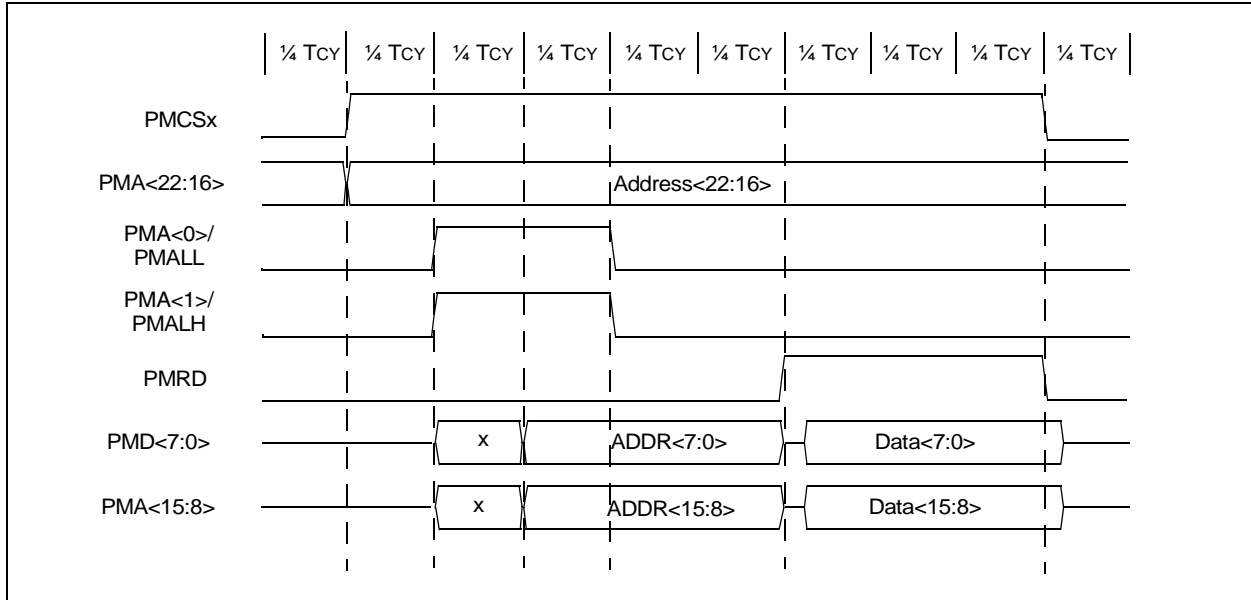 ¼ TCY ¼ TCY ¼ TCY ¼ TCY ¼ TCY ¼ TCY ¼ TCY ¼ TCY ¼ TCY ¼ TCY
PMCSx
PMA<22:16> Address<22:16>
PMA<0>/
PMALL
PMA<1>/
PMALH
PMRD
PMD<7:0> x ADDR<7:0> Data<7:0>
PMA<15:8> x ADDR<15:8> Data<15:8>